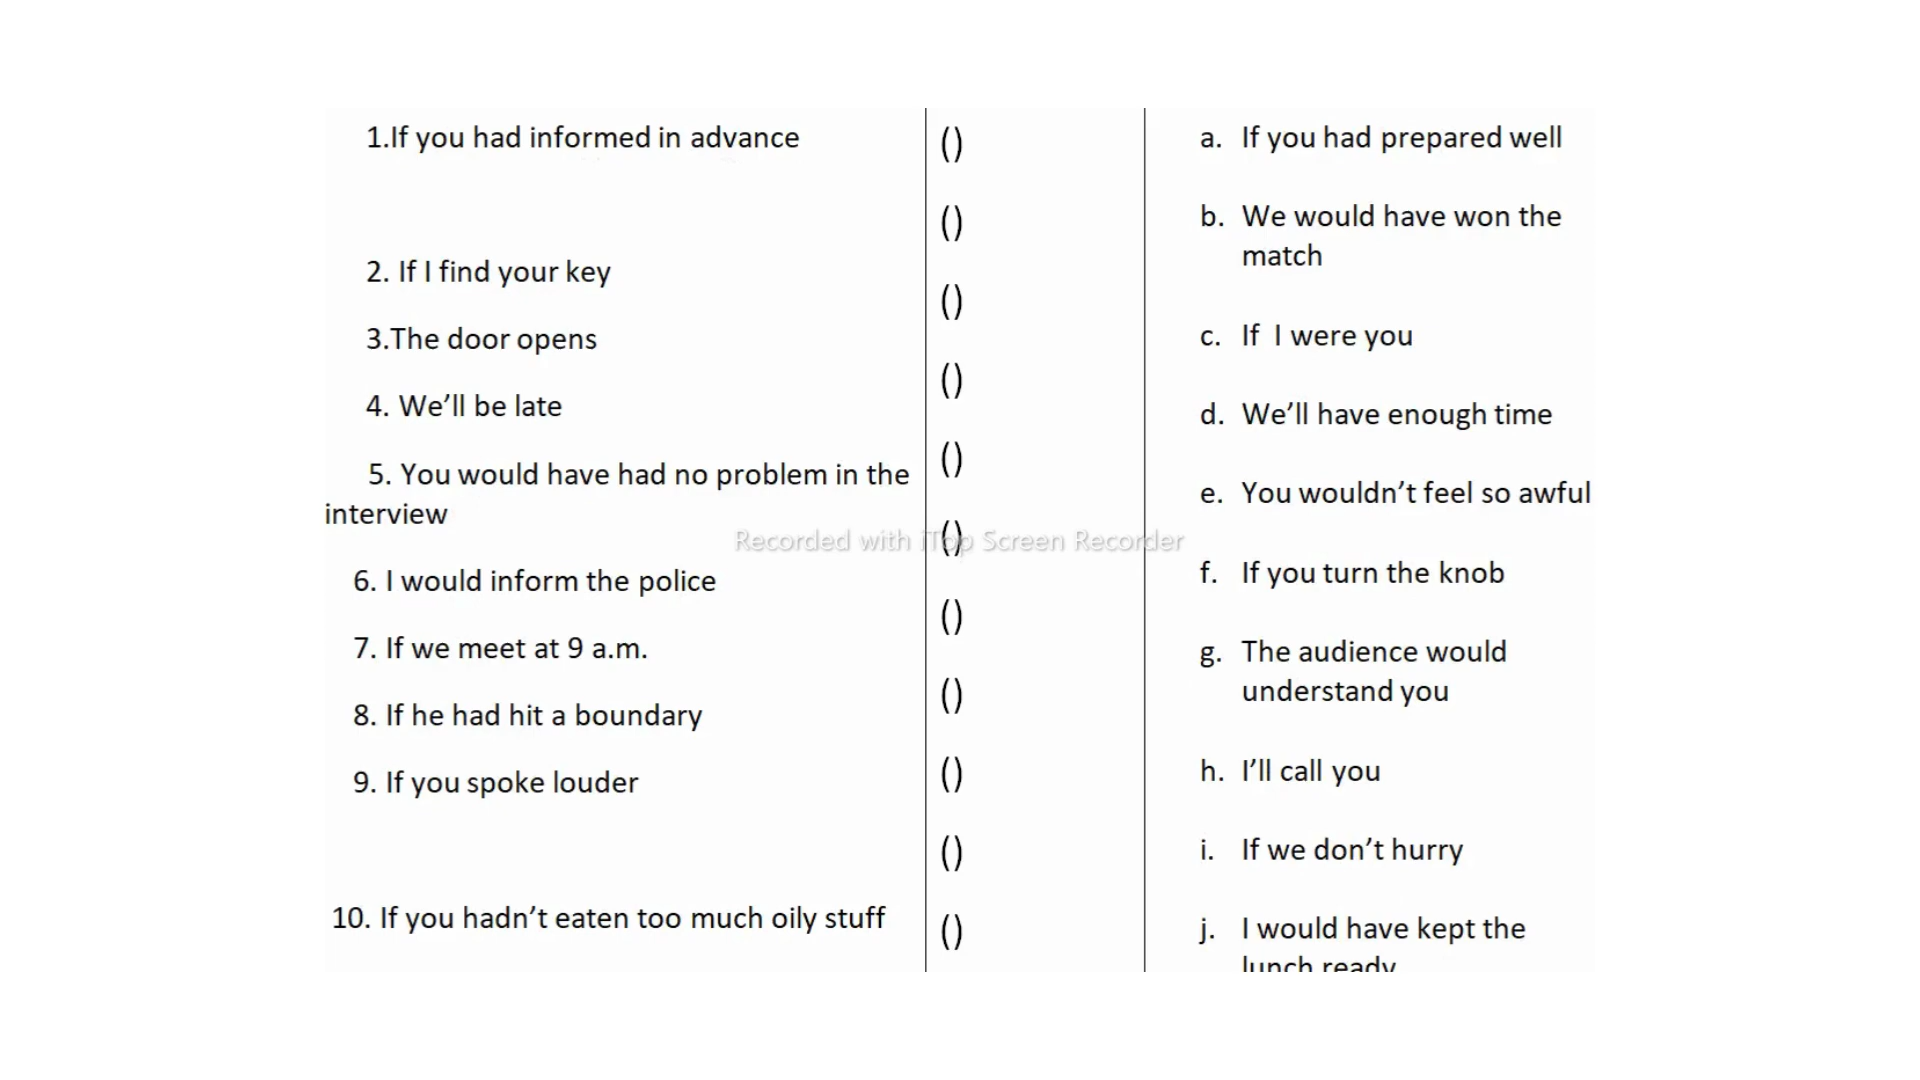 1.If you had informed in advance
2. If I find your key
3.The door opens
4. We'll be late
5. You would have had no problem in the
interview
6. I would inform the police
7. If we meet at 9 a.m.
8. If he had hit a boundary
9. If you spoke louder
10. If you hadn't eaten too much oily stuff
()
()
()
()
()
()
()
()
()
()
()
a. If you had prepared well
b. We would have won the
match
c. If I were you
d. We'll have enough time
e. You wouldn't feel so awful
f. If you turn the knob
g. The audience would
understand you
h. I'll call you
i. If we don't hurry
j. I would have kept the
lunch ready
Recorded with iTop Screen Recorder